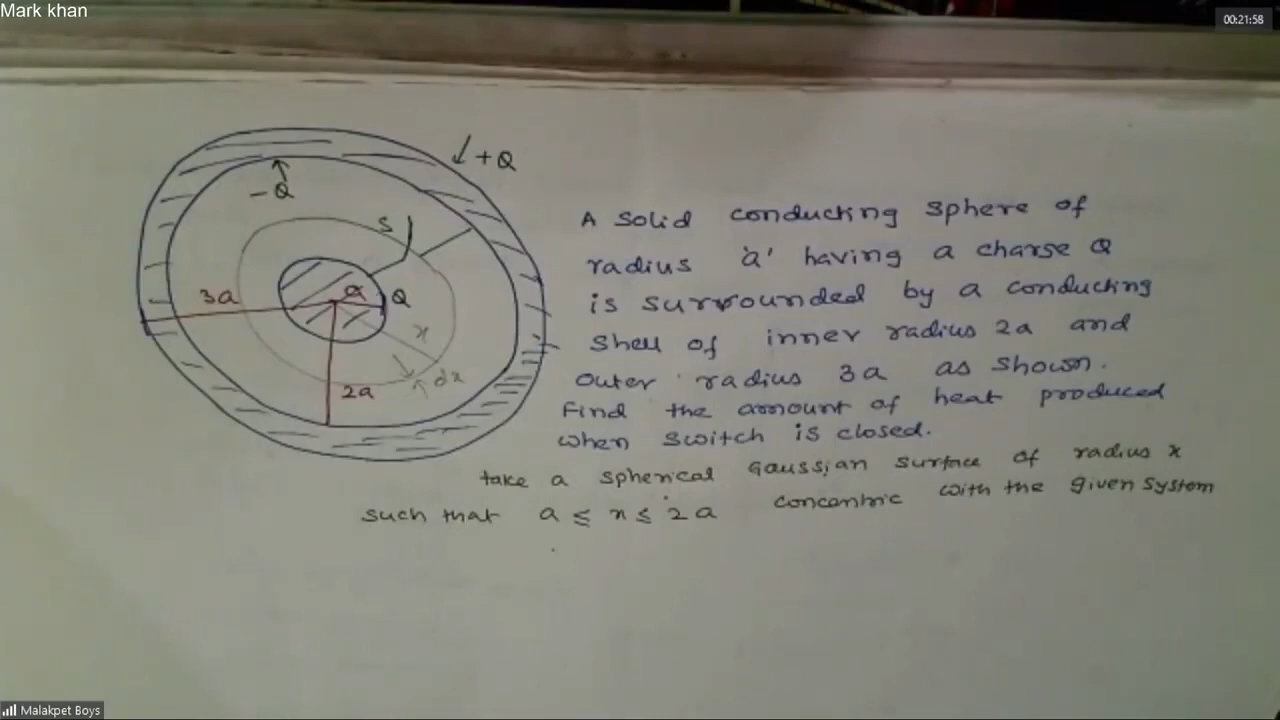 Mark khan
00:21:58
↓ +Q
-Q
S
3a
a
Q
x
dx
2a
A solid conducting sphere of
radius 'a' having a charse Q
is surrounded by a conducting
shell of inner radius 2a and
outer radius 3a as shown.
Find the amount of heat produced
when switch is closed.
take a spherical Gaussian surface of radius x
such that a ≤ x ≤ 2a concentric with the given system
Malakpet Boys